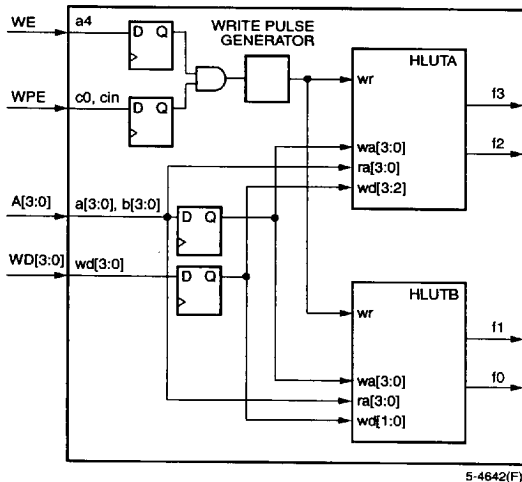 WE
a4
D Q
WRITE PULSE
GENERATOR
HLUTA
wr
f3
WPE
c0, cin
D Q
f2
wa[3:0]
ra[3:0]
wd[3:2]
A[3:0]
a[3:0], b[3:0]
D Q
WD[3:0]
wd[3:0]
D Q
HLUTB
wr
f1
wa[3:0]
f0
ra[3:0]
wd[1:0]
5-4642(F)